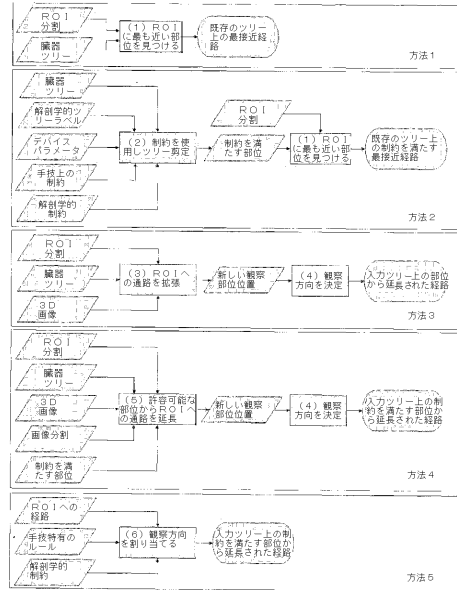 ROI
分割
臓器
ツリー
(1) ROI
に最も近い部
位を見つける
既存のツリー
上の最接近経
路
方法1
臓器
ツリー
解剖学的ツ
リーラベル
デバイス
パラメータ
手技上の
制約
解剖学的
制約
(2) 制約を使
用しツリー剪定
制約を満
たす部位
ROI
分割
(1) ROI
に最も近い部
位を見つける
既存のツリー
上の制約を満たす
最接近経路
方法2
ROI
分割
臓器
ツリー
3D
画像
(3) ROIへ
の通路を拡張
新しい観察
部位位置
(4) 観察
方向を決定
入力ツリー上の部位
から延長された経路
方法3
ROI
分割
臓器
ツリー
3D
画像
画像分割
制約を満
たす部位
(5) 許容可能な
部位からROIへ
の通路を延長
新しい観察
部位位置
(4) 観察
方向を決定
入力ツリー上の制
約を満たす部位か
ら延長された経路
方法4
ROIへの
経路
手技特有の
ルール
解剖学的
制約
(6) 観察方向
を割り当てる
入力ツリー上の制
約を満たす部位か
ら延長された経路
方法5